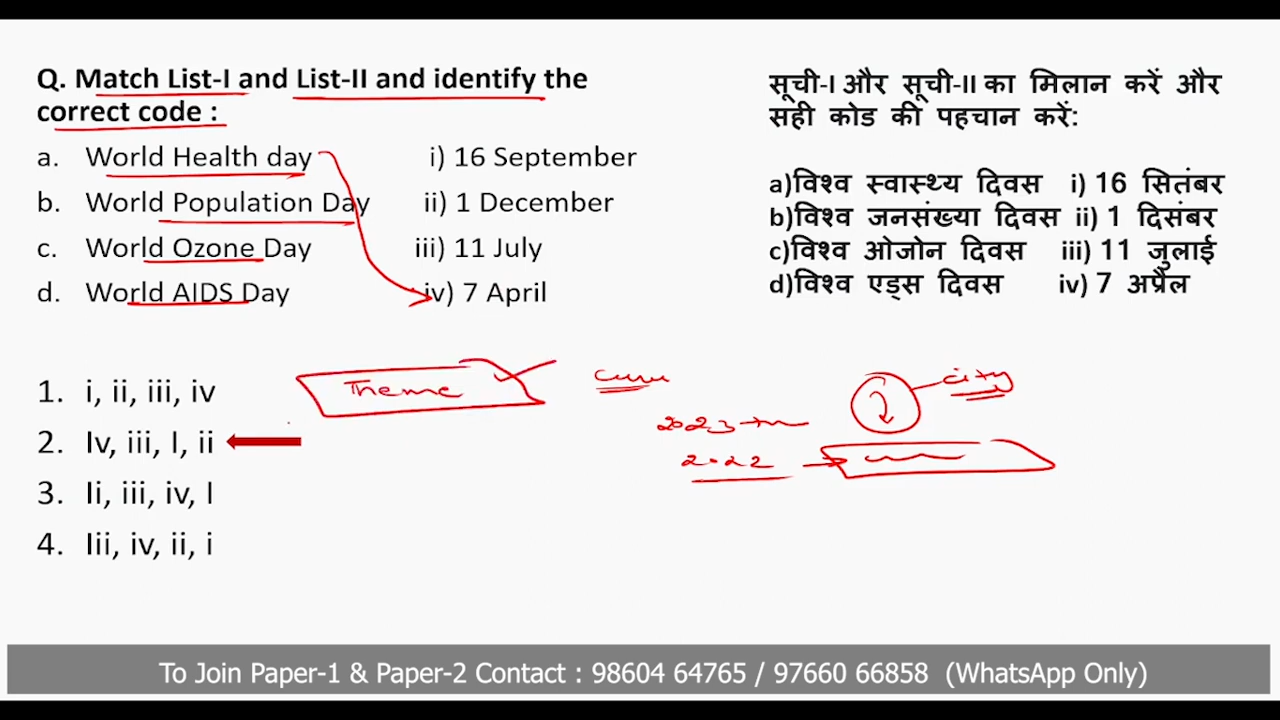 Q. Match List-I and List-II and identify the
correct code :
a. World Health day i) 16 September
b. World Population Day ii) 1 December
c. World Ozone Day iii) 11 July
d. World AIDS Day iv) 7 April
1. i, ii, iii, iv
2. Iv, iii, I, ii
3. Ii, iii, iv, I
4. Iii, iv, ii, i
सूची-I और सूची-II का मिलान करें और
सही कोड की पहचान करें:
a)विश्व स्वास्थ्य दिवस i) 16 सितंबर
b)विश्व जनसंख्या दिवस ii) 1 दिसंबर
c)विश्व ओजोन दिवस iii) 11 जुलाई
d)विश्व एड्स दिवस iv) 7 अप्रैल
Theme
city
2023
2022
To Join Paper-1 & Paper-2 Contact : 98604 64765 / 97660 66858 (WhatsApp Only)